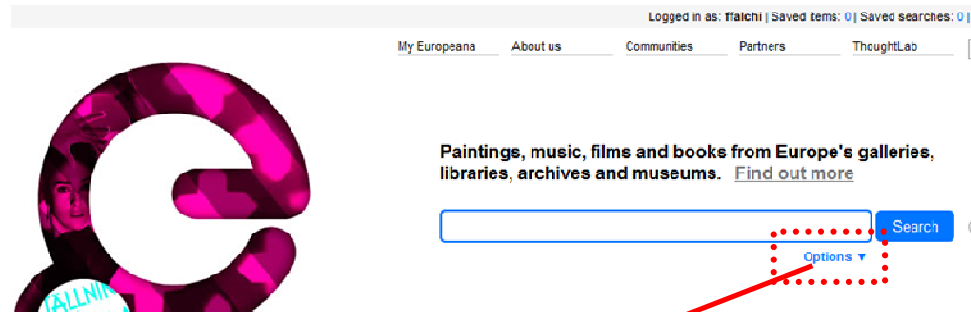 Logged in as: ffalchi | Saved items: 0 | Saved searches: 0 |
My Europeana About us Communities Partners ThoughtLab
Paintings, music, films and books from Europe's galleries,
libraries, archives and museums. Find out more
Search
Options ▼
TÄLLNIN